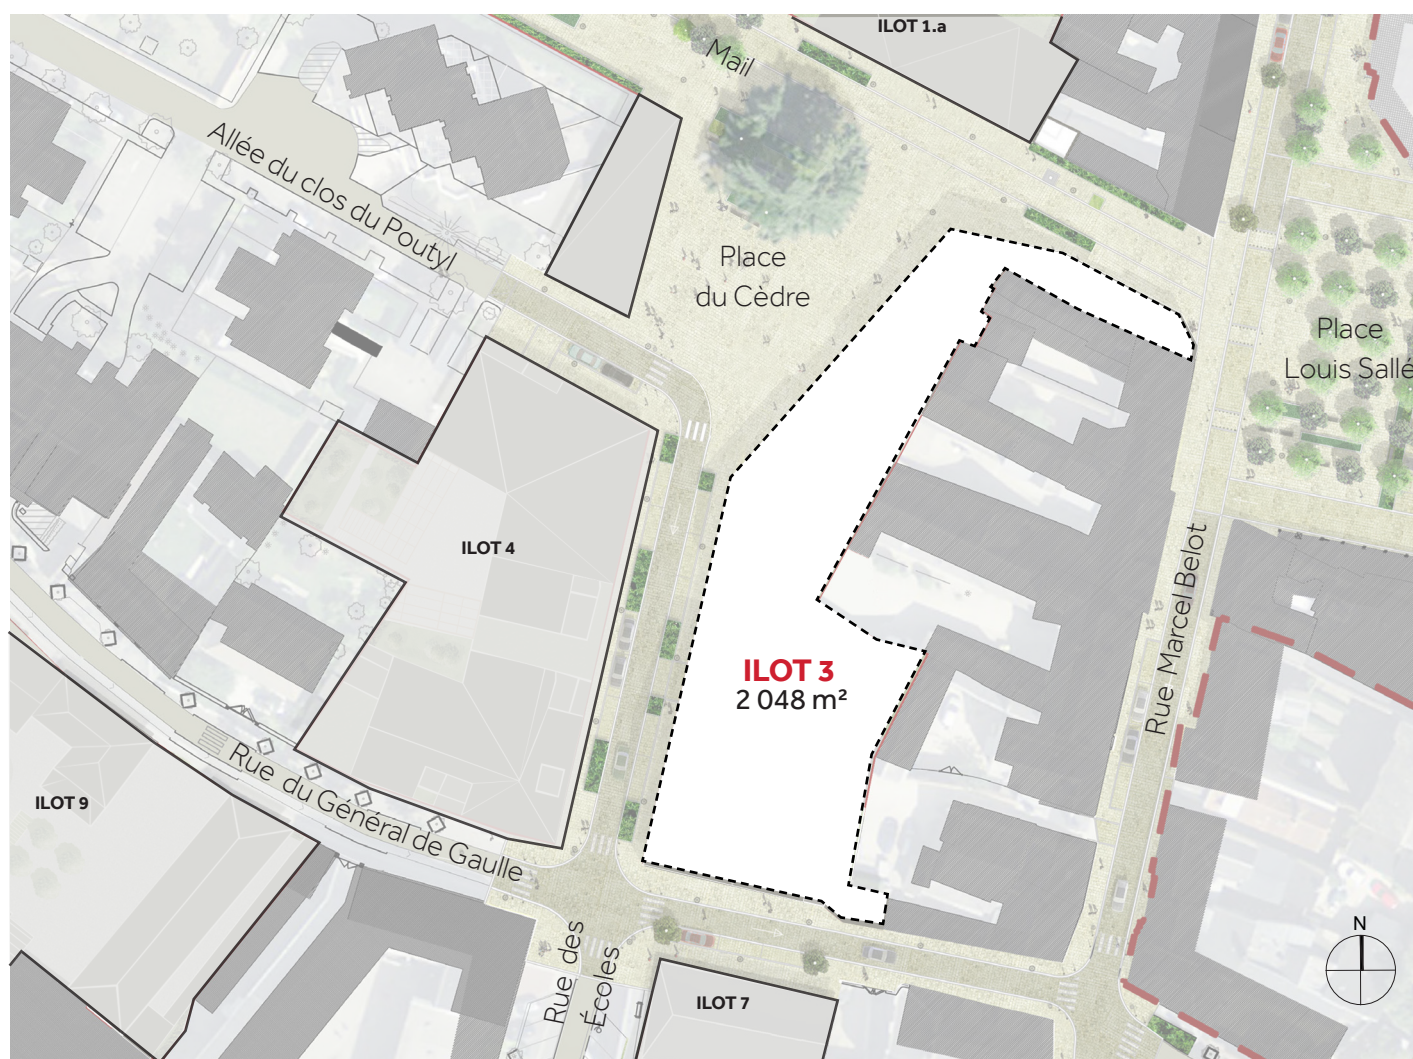 ILOT 1.a
Mail
Allée du clos du Poutyl
Place
du Cèdre
Place
Louis Sallé
ILOT 4
Rue Marcel Belot
ILOT 3
2 048 m²
Rue du Général de Gaulle
ILOT 9
Rue des
Écoles
ILOT 7
N